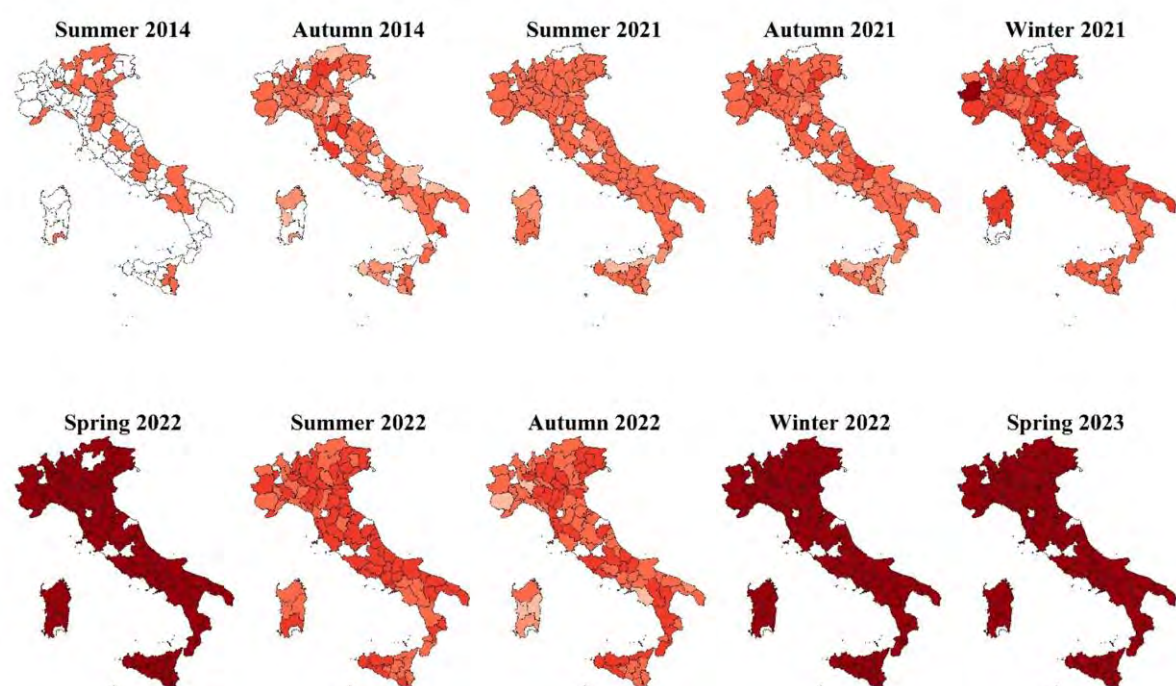 Summer 2014
Autumn 2014
Summer 2021
Autumn 2021
Winter 2021
Spring 2022
Summer 2022
Autumn 2022
Winter 2022
Spring 2023